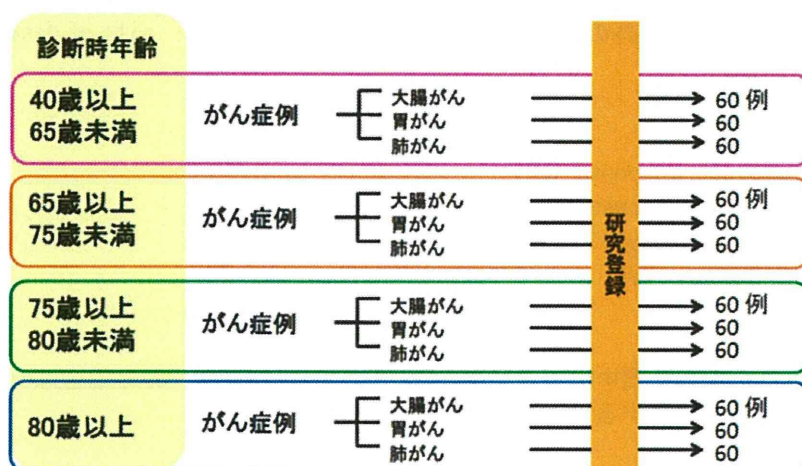 診断時年齢
40歳以上
65歳未満
がん症例
大腸がん
胃がん
肺がん
60 例
60
60
65歳以上
75歳未満
がん症例
大腸がん
胃がん
肺がん
60 例
60
60
75歳以上
80歳未満
がん症例
大腸がん
胃がん
肺がん
60 例
60
60
80歳以上
がん症例
大腸がん
胃がん
肺がん
60 例
60
60
研究登録